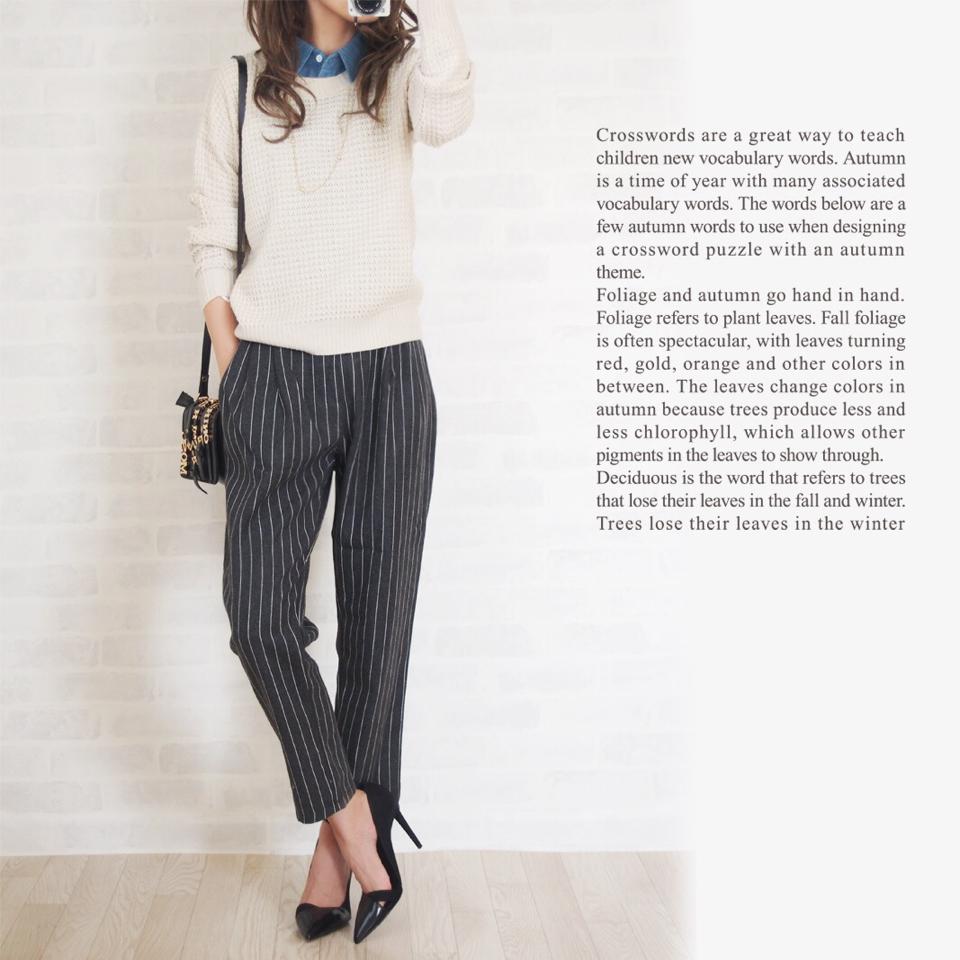 Crosswords are a great way to teach
children new vocabulary words. Autumn
is a time of year with many associated
vocabulary words. The words below are a
few autumn words to use when designing
a crossword puzzle with an autumn
theme.
Foliage and autumn go hand in hand.
Foliage refers to plant leaves. Fall foliage
is often spectacular, with leaves turning
red, gold, orange and other colors in
between. The leaves change colors in
autumn because trees produce less and
less chlorophyll, which allows other
pigments in the leaves to show through.
Deciduous is the word that refers to trees
that lose their leaves in the fall and winter.
Trees lose their leaves in the winter